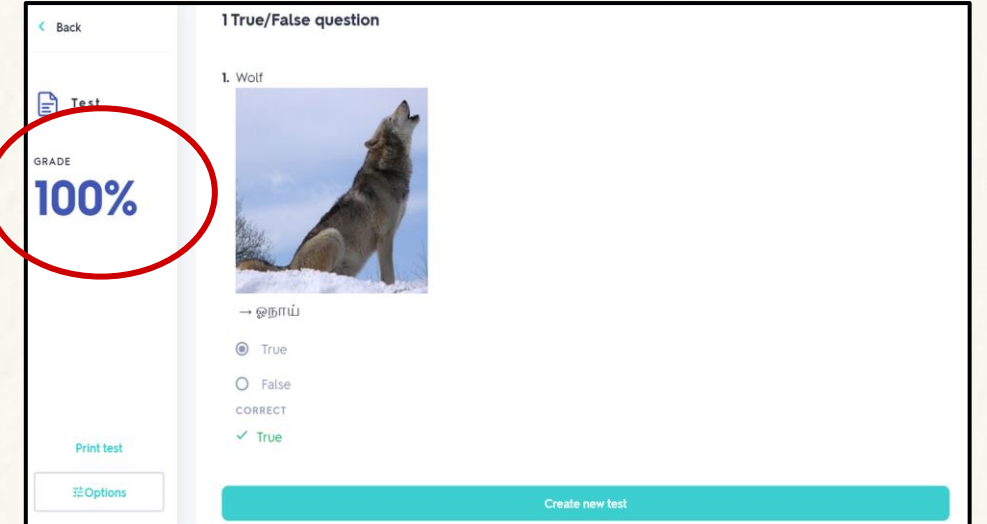 Back
Test
GRADE
100%
Print test
Options
1 True/False question
1. Wolf
→ ஓநாய்
True
False
CORRECT
✓ True
Create new test